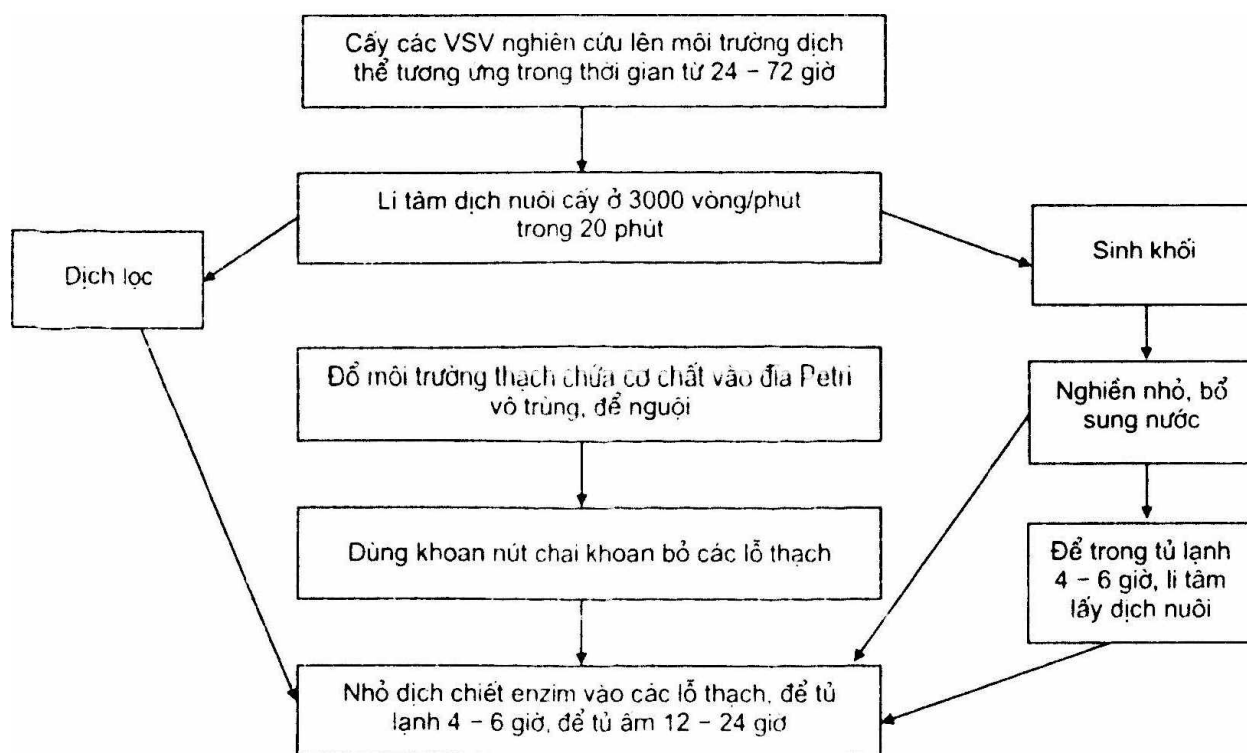 Cấy các VSV nghiên cứu lên môi trường dịch
thể tương ứng trong thời gian từ 24 – 72 giờ
Li tâm dịch nuôi cấy ở 3000 vòng/phút
trong 20 phút
Dịch lọc
Sinh khối
Đổ môi trường thạch chứa cơ chất vào đĩa Petri
vô trùng, để nguội
Nghiền nhỏ, bổ
sung nước
Dùng khoan nút chai khoan bỏ các lỗ thạch
Để trong tủ lạnh
4 – 6 giờ, li tâm
lấy dịch nuôi
Nhỏ dịch chiết enzim vào các lỗ thạch, để tủ
lạnh 4 – 6 giờ, để tủ ấm 12 – 24 giờ